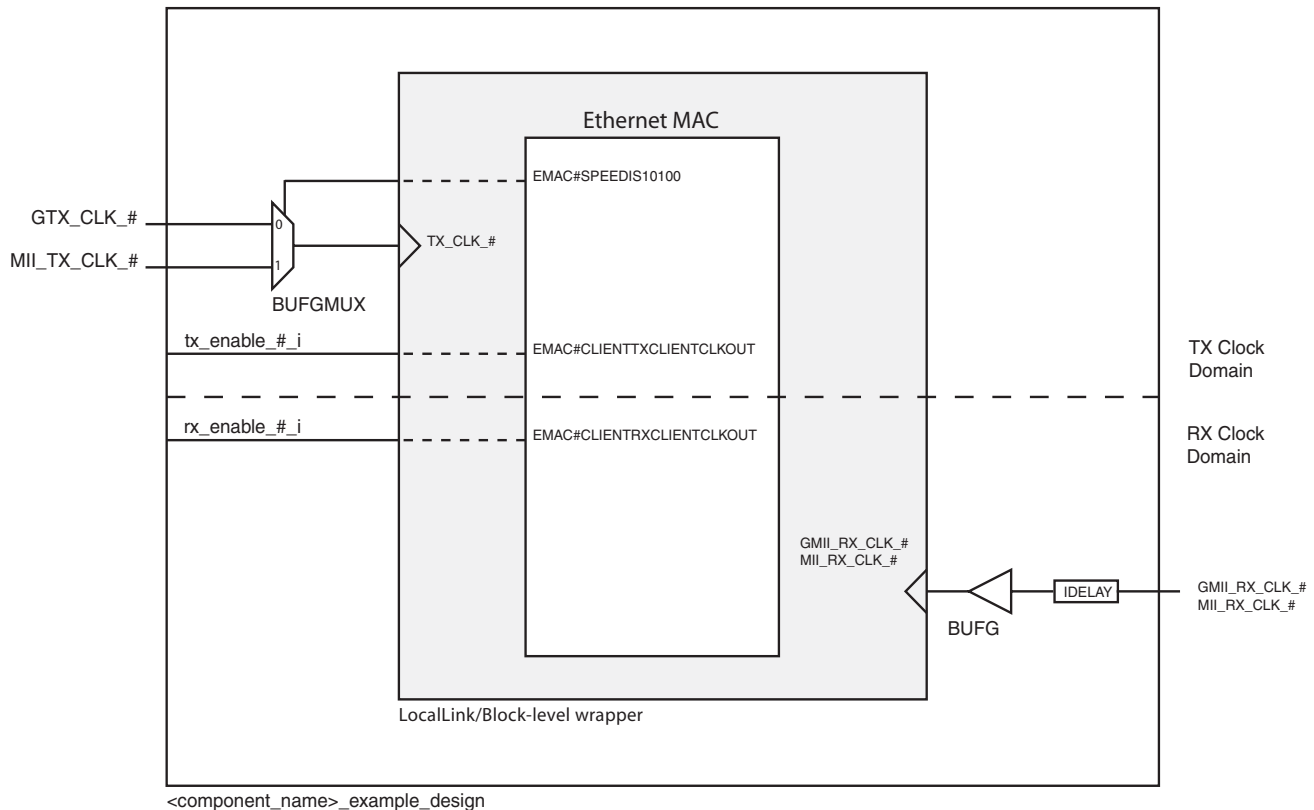 Ethernet MAC
EMAC#SPEEDIS10100
GTX_CLK_#
0
TX_CLK_#
MII_TX_CLK_#
1
BUFGMUX
tx_enable_#_i
EMAC#CLIENTTXCLIENTCLKOUT
TX Clock
Domain
rx_enable_#_i
EMAC#CLIENTRXCLIENTCLKOUT
RX Clock
Domain
GMII_RX_CLK_#
MII_RX_CLK_#
BUFG
IDELAY
GMII_RX_CLK_#
MII_RX_CLK_#
LocalLink/Block-level wrapper
<component_name>_example_design